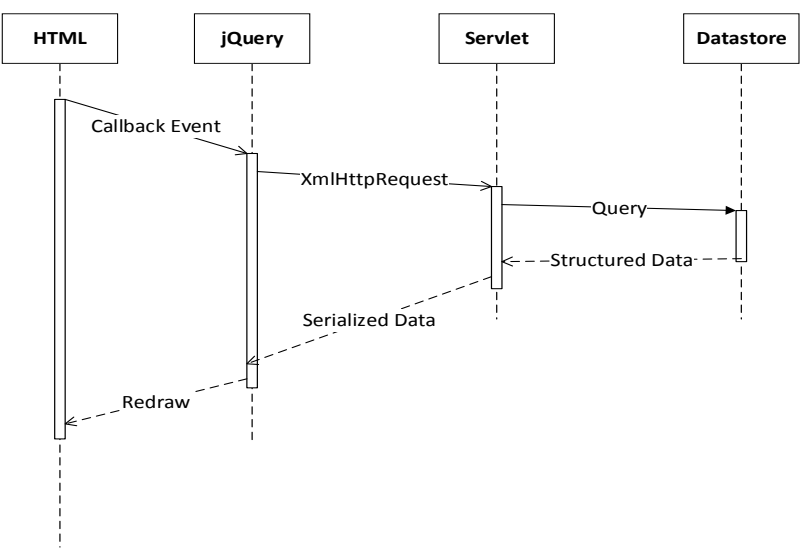 HTML
jQuery
Servlet
Datastore
Callback Event
XmlHttpRequest
Query
Structured Data
Serialized Data
Redraw